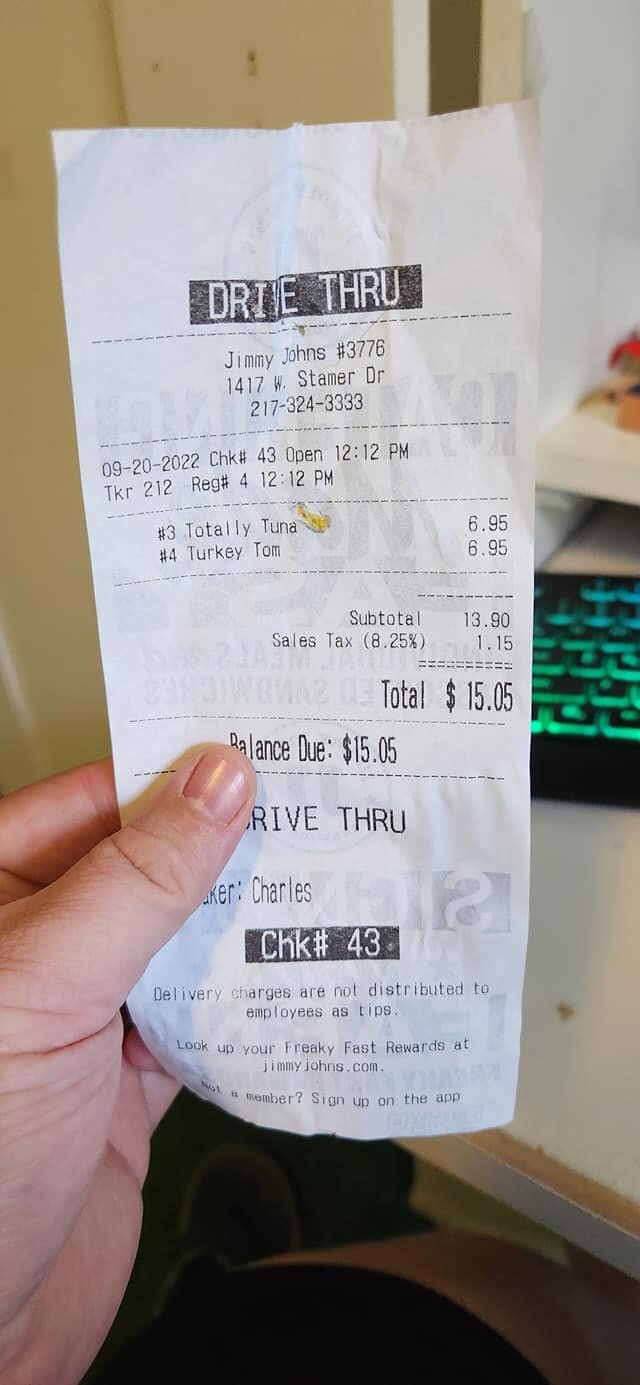 DRIVE THRU
Jimmy Johns #3776
1417 W. Stamer Dr
217-324-3333
09-20-2022 Chk# 43 Open 12:12 PM
Tkr 212 Reg# 4 12:12 PM
#3 Totally Tuna 6.95
#4 Turkey Tom 6.95
Subtotal 13.90
Sales Tax (8.25%) 1.15
Total $ 15.05
Balance Due: $15.05
RIVE THRU
aker: Charles
Chk# 43
Delivery charges are not distributed to
employees as tips.
Look up your Freaky Fast Rewards at
jimmyjohns.com.
Not a member? Sign up on the app